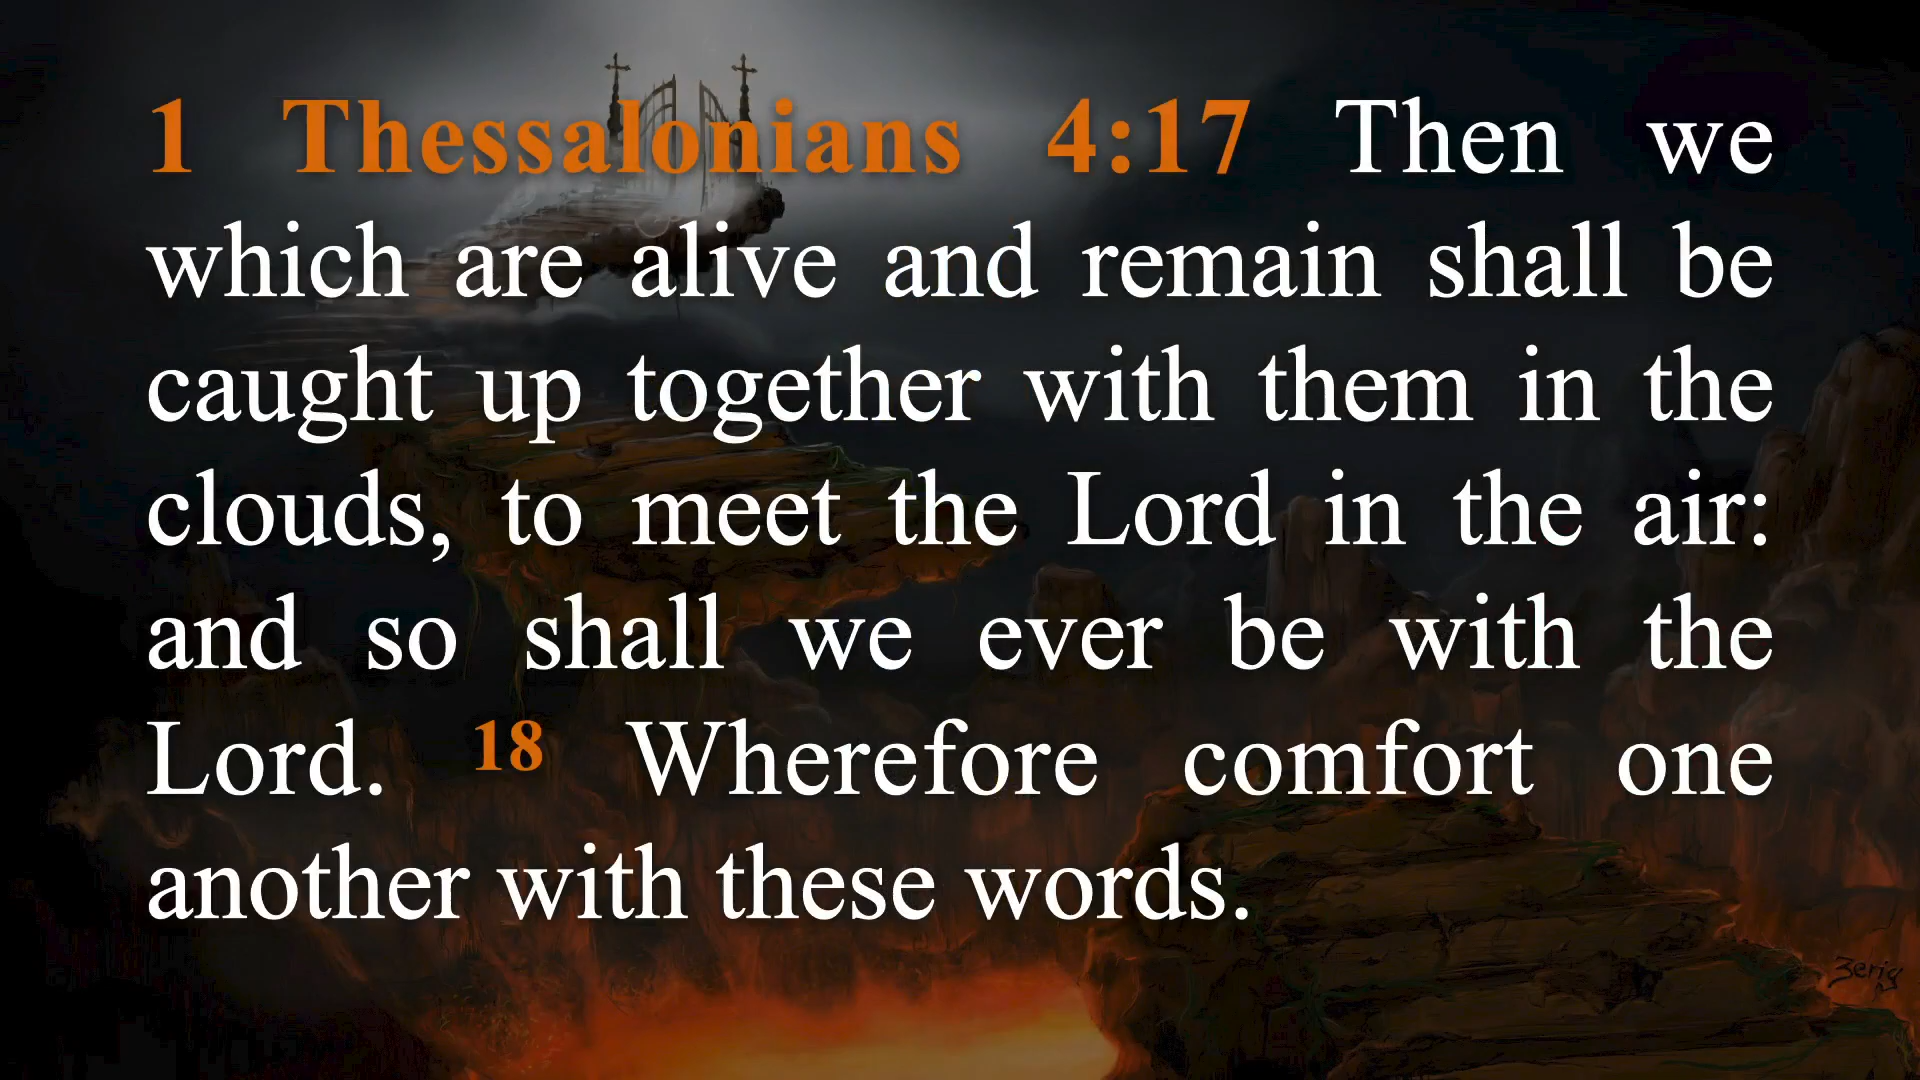 1 Thessalonians 4:17 Then we
which are alive and remain shall be
caught up together with them in the
clouds, to meet the Lord in the air:
and so shall we ever be with the
Lord. 18 Wherefore comfort one
another with these words.
Zerig